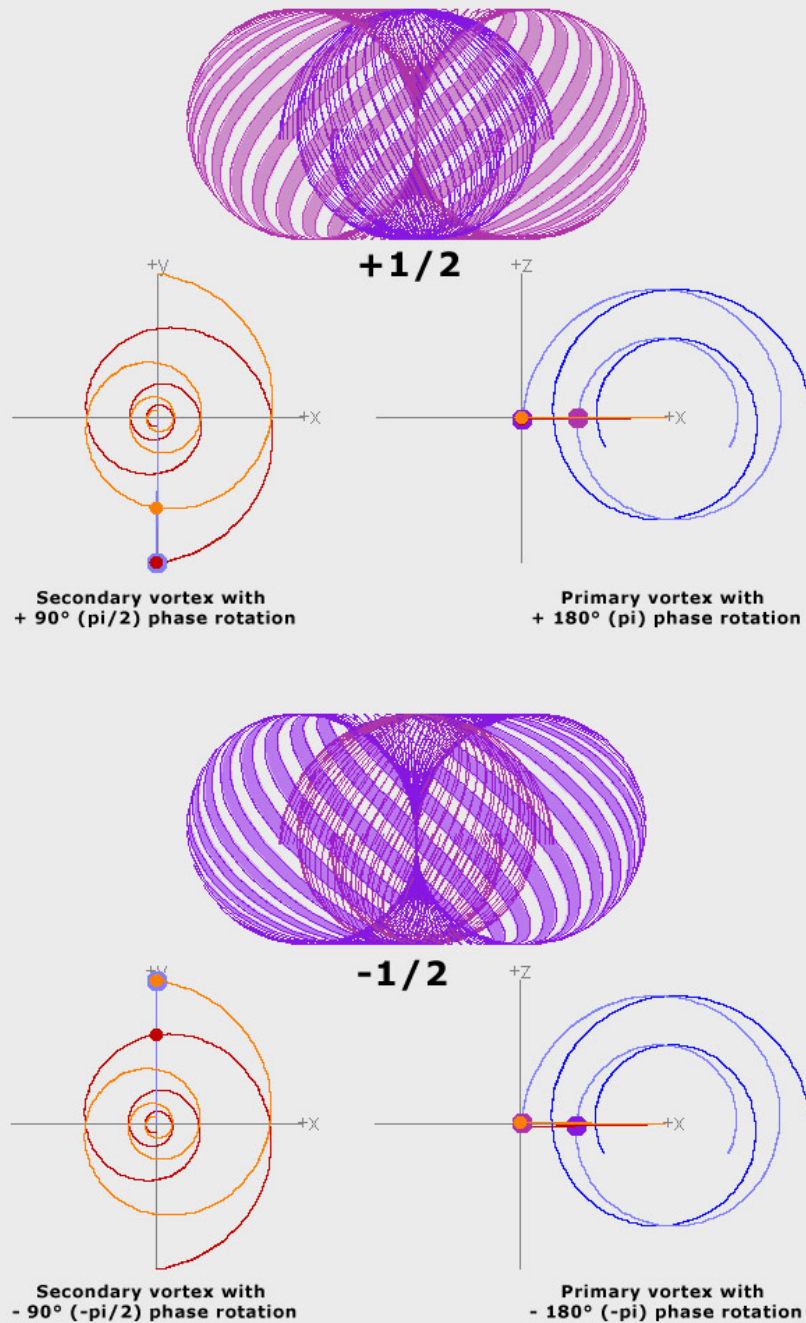 +1/2
+Y
+Z
+X
+X
Secondary vortex with
+ 90° (pi/2) phase rotation
Primary vortex with
+ 180° (pi) phase rotation
-1/2
+Y
+Z
+X
+X
Secondary vortex with
- 90° (-pi/2) phase rotation
Primary vortex with
- 180° (-pi) phase rotation